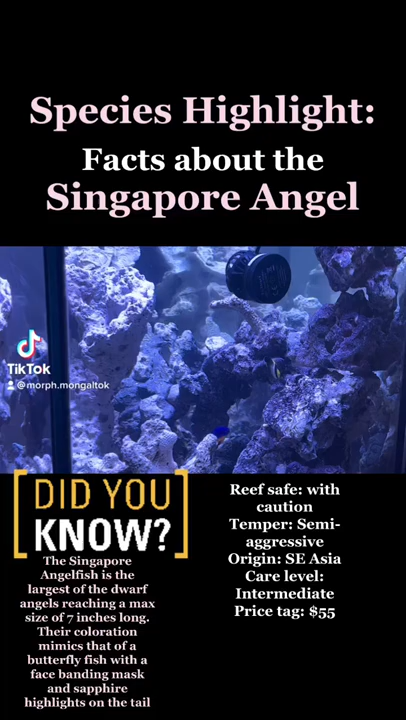 Species Highlight:
Facts about the
Singapore Angel
TikTok
@morph.mongaltok
DID YOU
KNOW?
The Singapore
Angelfish is the
largest of the dwarf
angels reaching a max
size of 7 inches long.
Their coloration
mimics that of a
butterfly fish with a
face banding mask
and sapphire
highlights on the tail
Reef safe: with
caution
Temper: Semi-
aggressive
Origin: SE Asia
Care level:
Intermediate
Price tag: $55